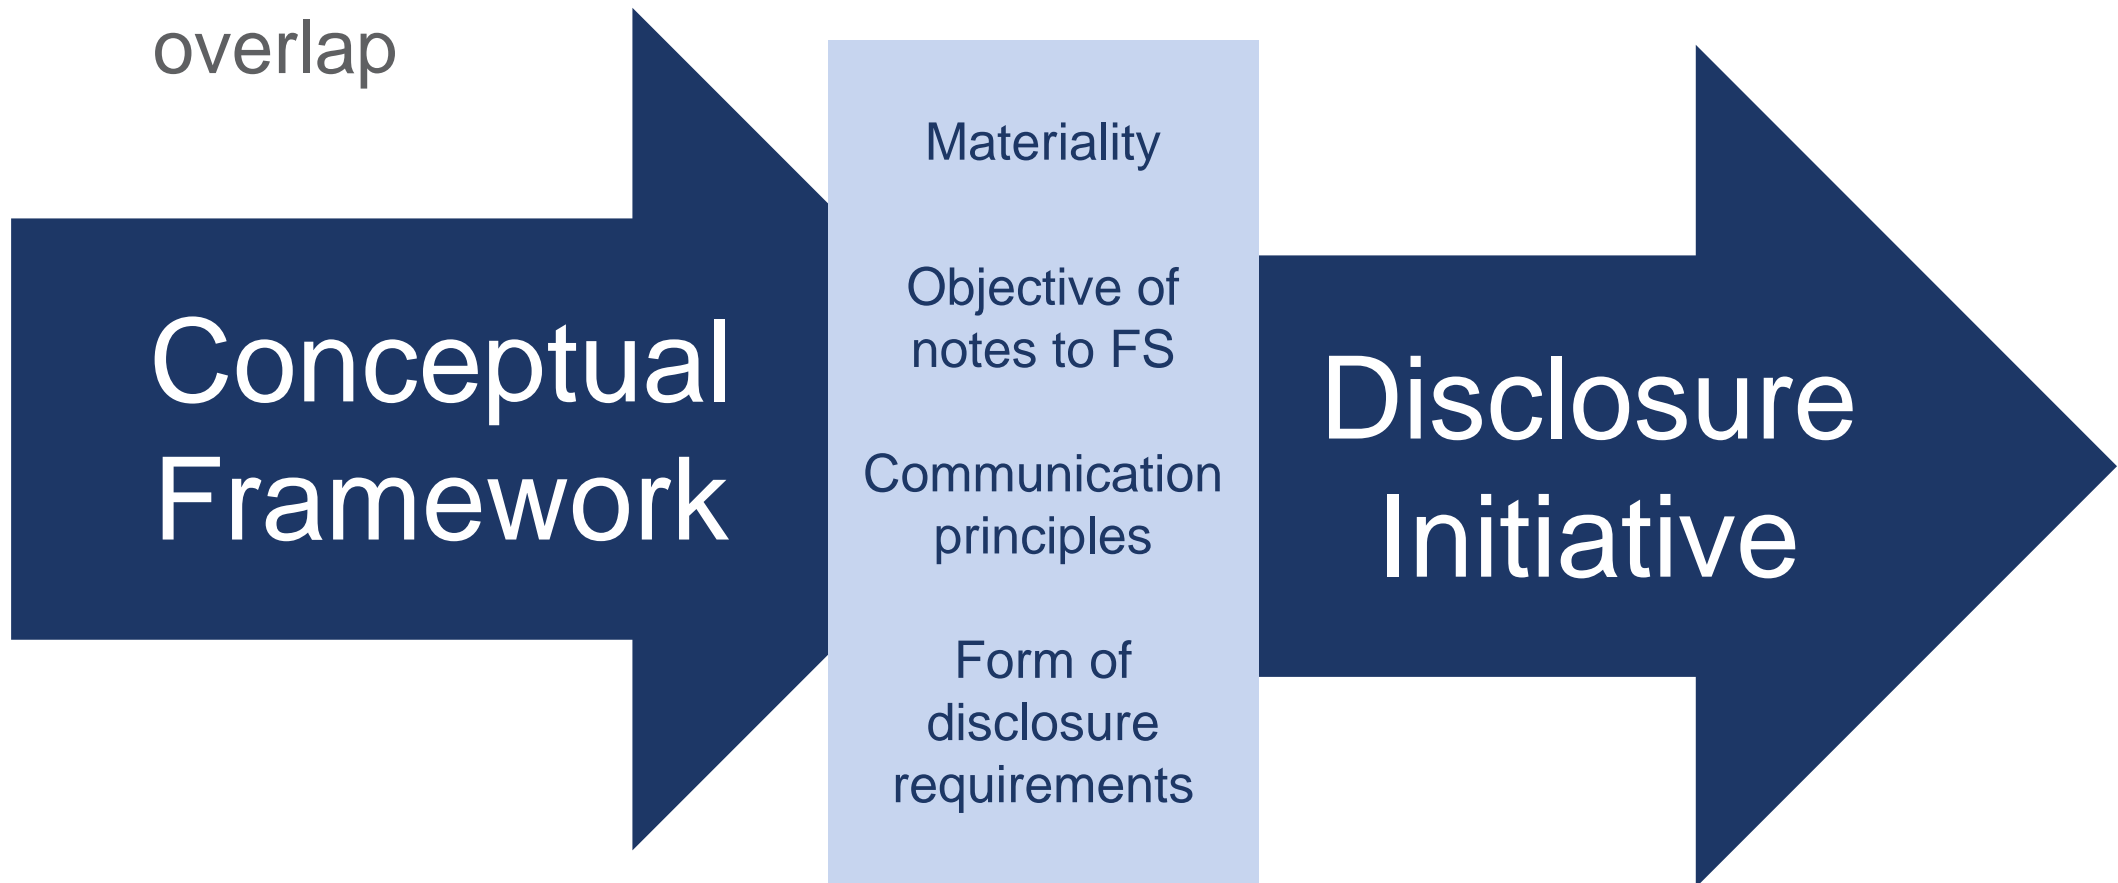 overlap
Conceptual
Framework
Materiality
Objective of
notes to FS
Communication
principles
Form of
disclosure
requirements
Disclosure
Initiative